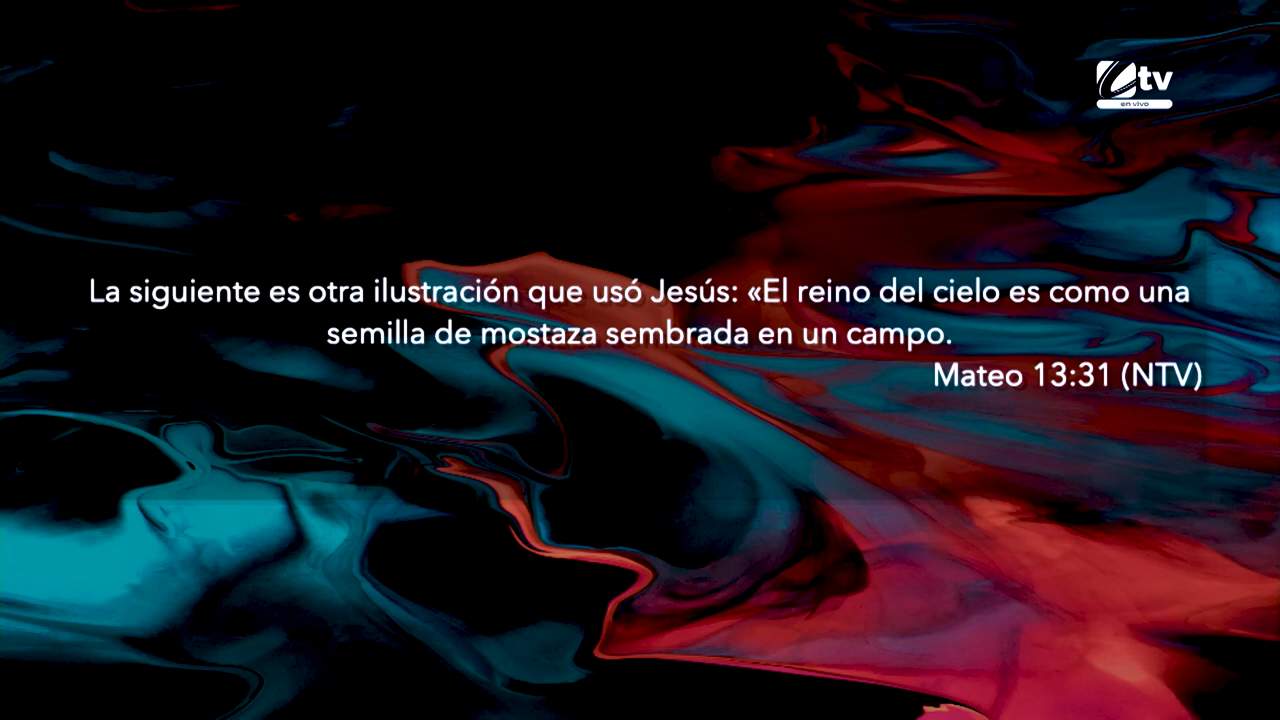 tv
en vivo
La siguiente es otra ilustración que usó Jesús: «El reino del cielo es como una
semilla de mostaza sembrada en un campo.
Mateo 13:31 (NTV)